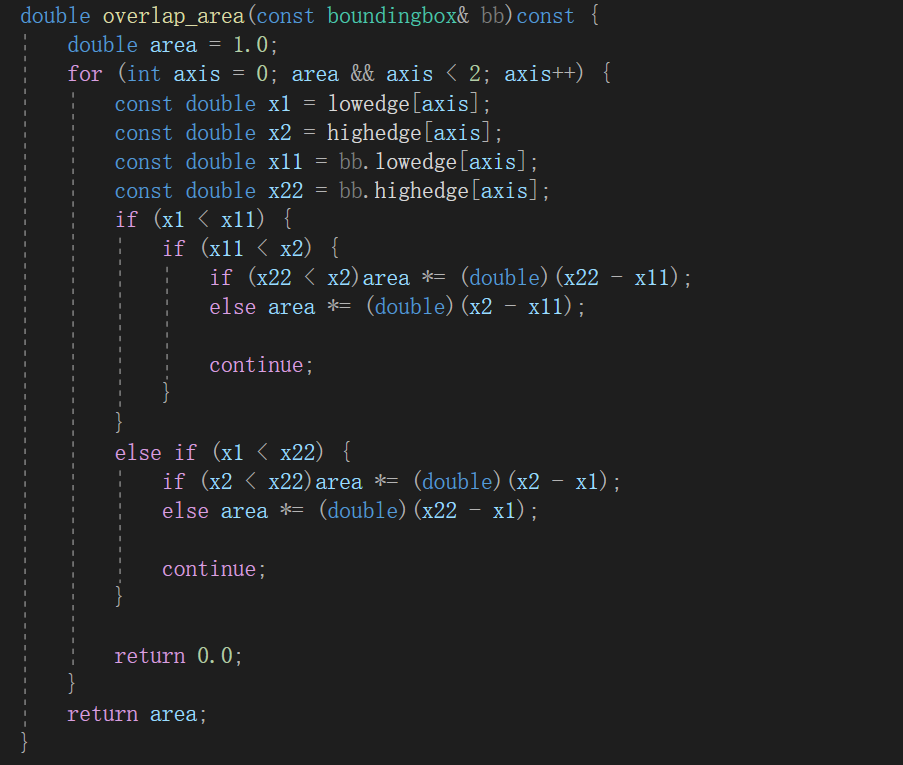 double overlap_area(const boundingbox& bb)const {
    double area = 1.0;
    for (int axis = 0; area && axis < 2; axis++) {
        const double x1 = lowedge[axis];
        const double x2 = highedge[axis];
        const double x11 = bb.lowedge[axis];
        const double x22 = bb.highedge[axis];
        if (x1 < x11) {
            if (x11 < x2) {
                if (x22 < x2)area *= (double)(x22 - x11);
                else area *= (double)(x2 - x11);

                continue;
            }
        }
        else if (x1 < x22) {
            if (x2 < x22)area *= (double)(x2 - x1);
            else area *= (double)(x22 - x1);

            continue;
        }

        return 0.0;
    }
    return area;
}